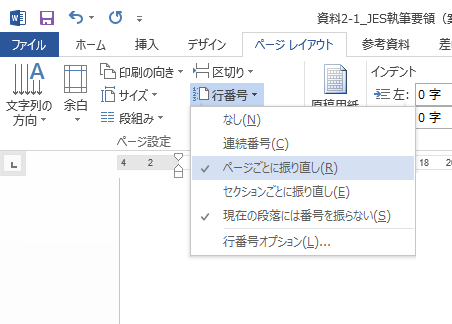 資料2-1_JES執筆要領 (案
ファイル ホーム 挿入 デザイン ページ レイアウト 参考資料 差
文字列の方向 余白 印刷の向き サイズ 段組み 区切り 行番号 原稿用紙 インデント 左: 0 字
0 字
ページ設定
L 4 2 18 20
なし(N)
連続番号(C)
ページごとに振り直し(R)
セクションごとに振り直し(E)
現在の段落には番号を振らない(S)
行番号オプション(L)...